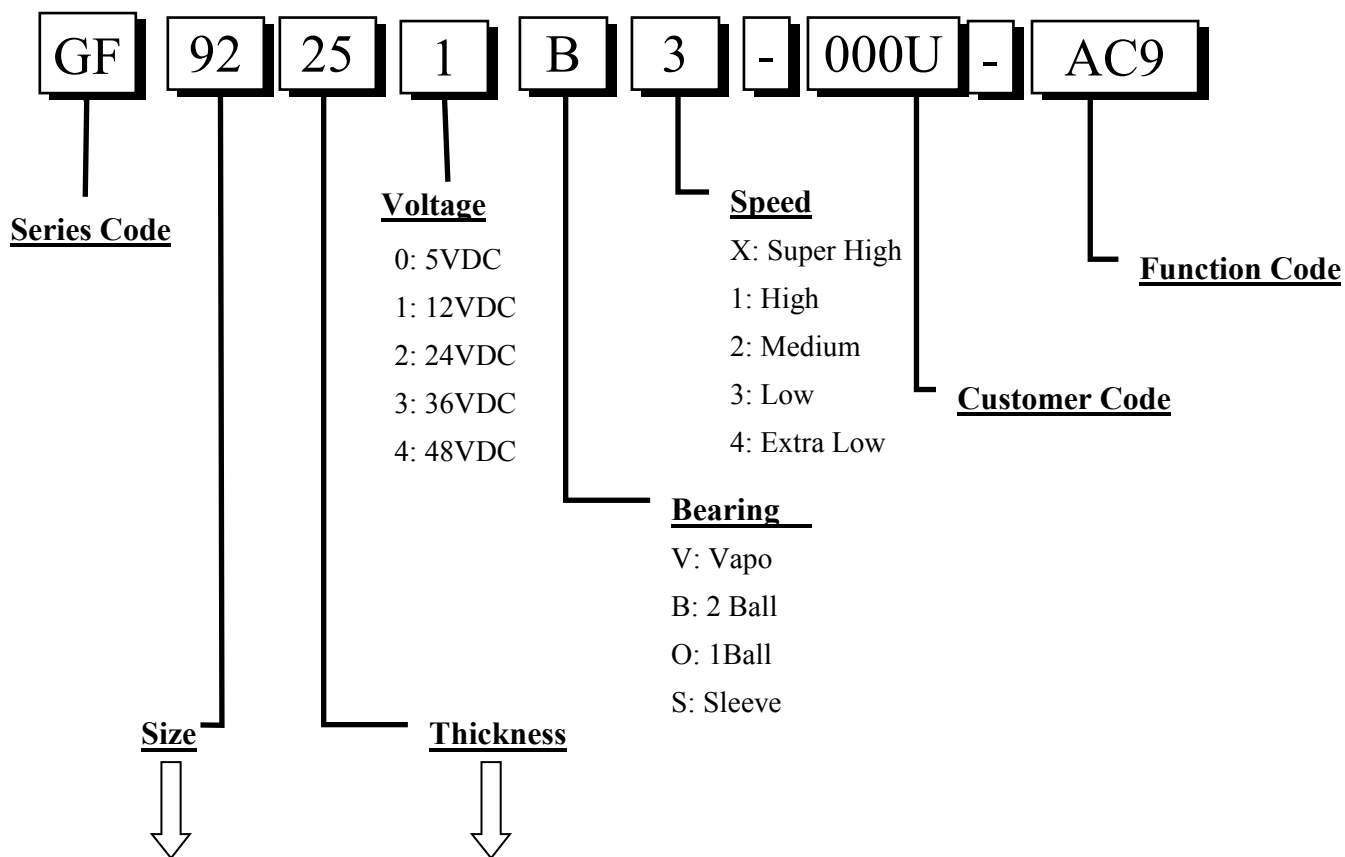 GF 92 25 1 B 3 - 000U - AC9
Series Code
Voltage
0: 5VDC
1: 12VDC
2: 24VDC
3: 36VDC
4: 48VDC
Speed
X: Super High
1: High
2: Medium
3: Low
4: Extra Low
Function Code
Customer Code
Bearing
V: Vapo
B: 2 Ball
O: 1Ball
S: Sleeve
Size
Thickness